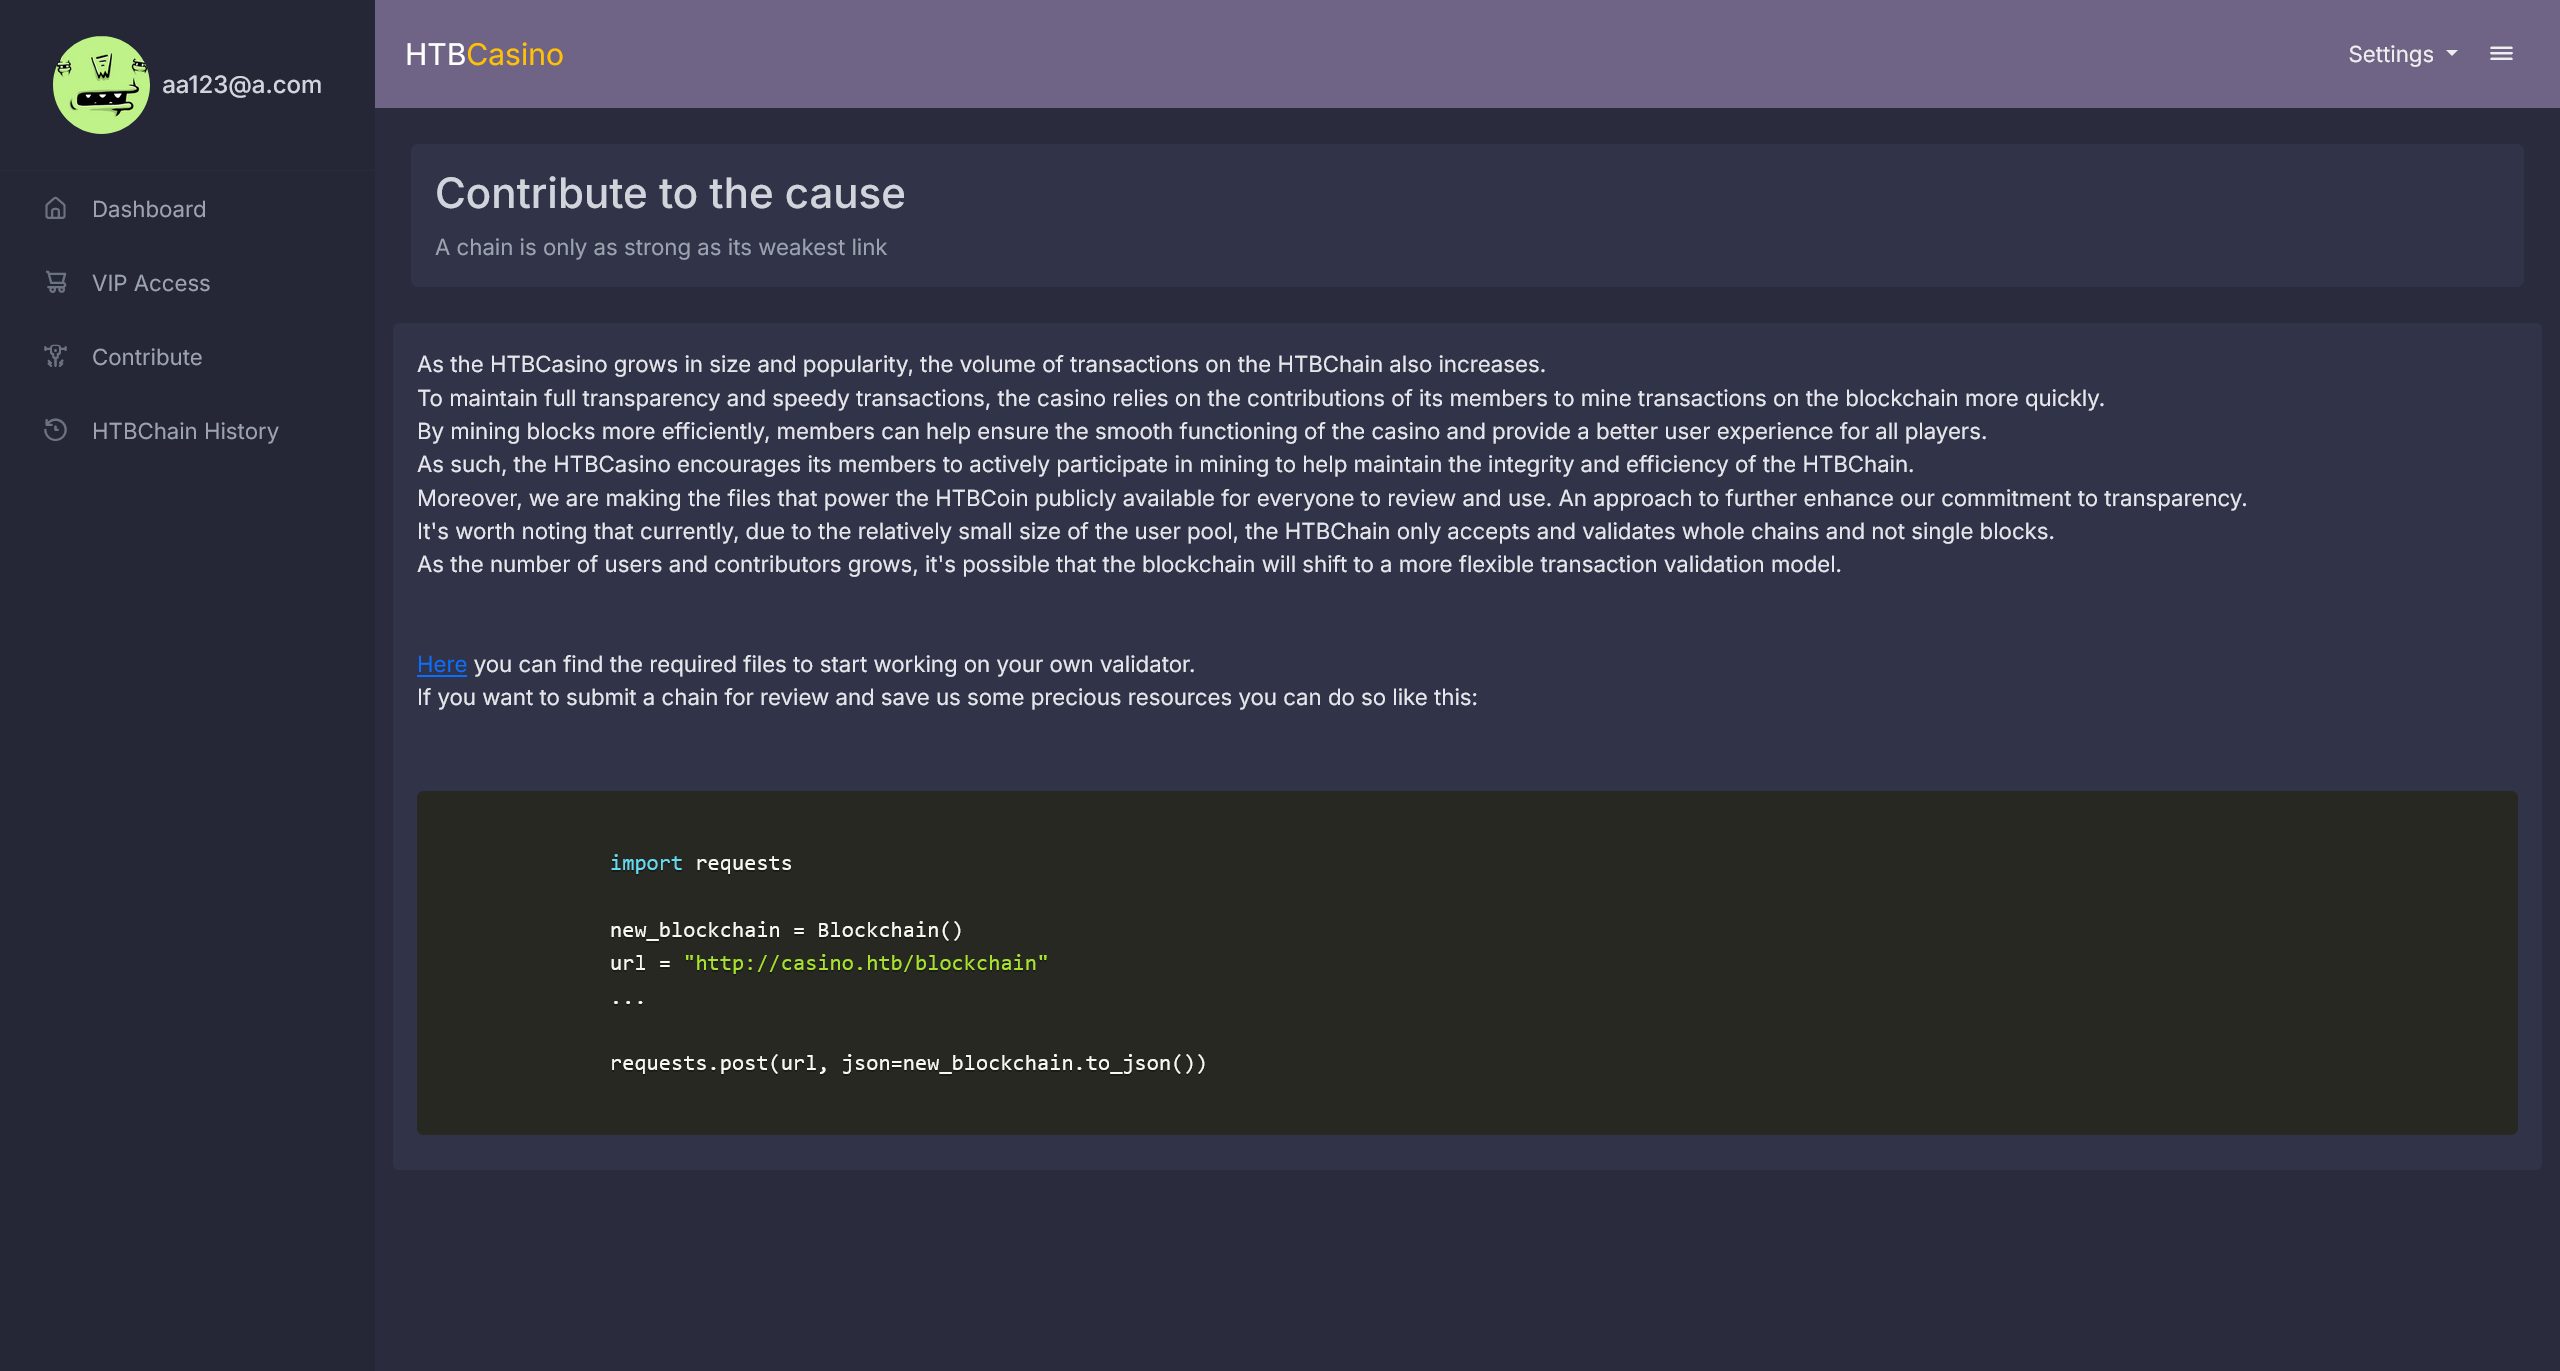 aa123@a.com
HTBCasino
Settings
Dashboard
VIP Access
Contribute
HTBChain History
Contribute to the cause
A chain is only as strong as its weakest link
As the HTBCasino grows in size and popularity, the volume of transactions on the HTBChain also increases.
To maintain full transparency and speedy transactions, the casino relies on the contributions of its members to mine transactions on the blockchain more quickly.
By mining blocks more efficiently, members can help ensure the smooth functioning of the casino and provide a better user experience for all players.
As such, the HTBCasino encourages its members to actively participate in mining to help maintain the integrity and efficiency of the HTBChain.
Moreover, we are making the files that power the HTBCoin publicly available for everyone to review and use. An approach to further enhance our commitment to transparency.
It's worth noting that currently, due to the relatively small size of the user pool, the HTBChain only accepts and validates whole chains and not single blocks.
As the number of users and contributors grows, it's possible that the blockchain will shift to a more flexible transaction validation model.
Here you can find the required files to start working on your own validator.
If you want to submit a chain for review and save us some precious resources you can do so like this:
import requests
new_blockchain = Blockchain()
url = "http://casino.htb/blockchain"
...
requests.post(url, json=new_blockchain.to_json())